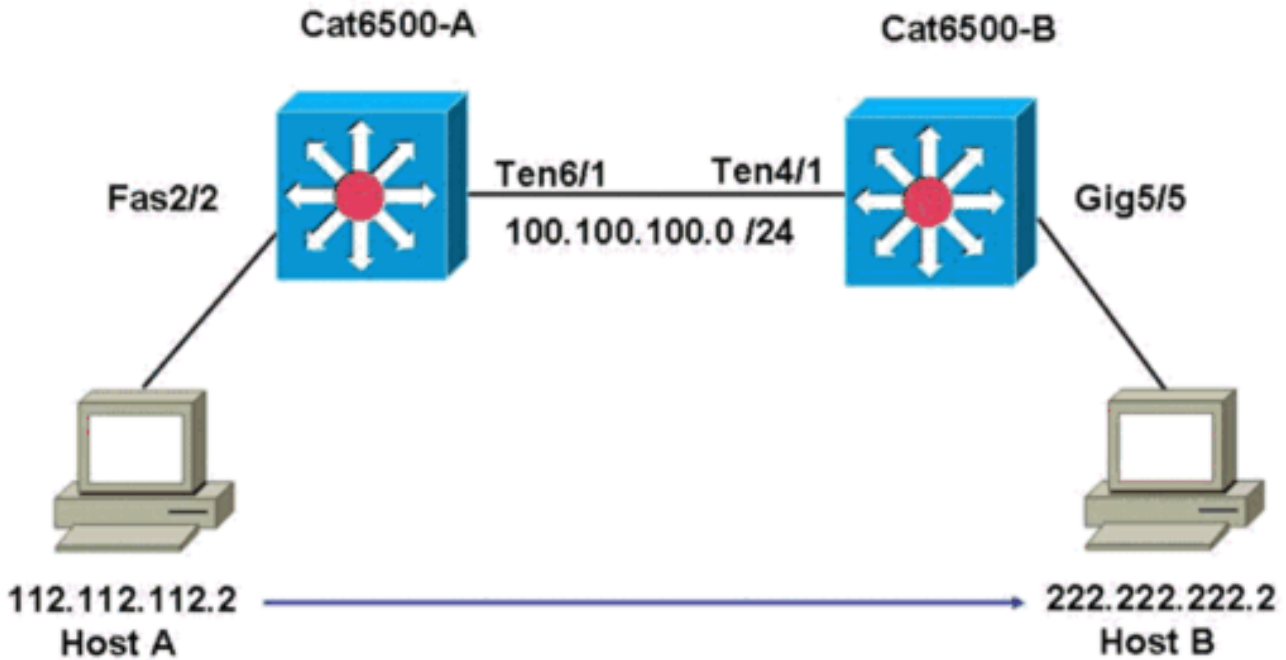 Cat6500-A
Cat6500-B
Fas2/2
Ten6/1
Ten4/1
Gig5/5
100.100.100.0 /24
112.112.112.2
Host A
222.222.222.2
Host B